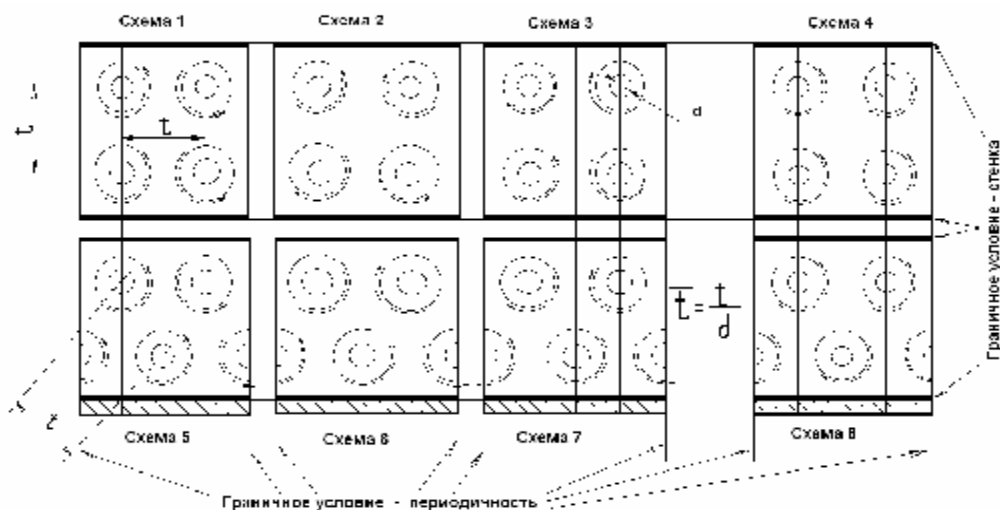 Схема 1
Схема 2
Схема 3
Схема 4
t
t
d
t = t/d
Схема 5
Схема 6
Схема 7
Схема 8
t
Граничное условие - стенка
Граничное условие - периодичность